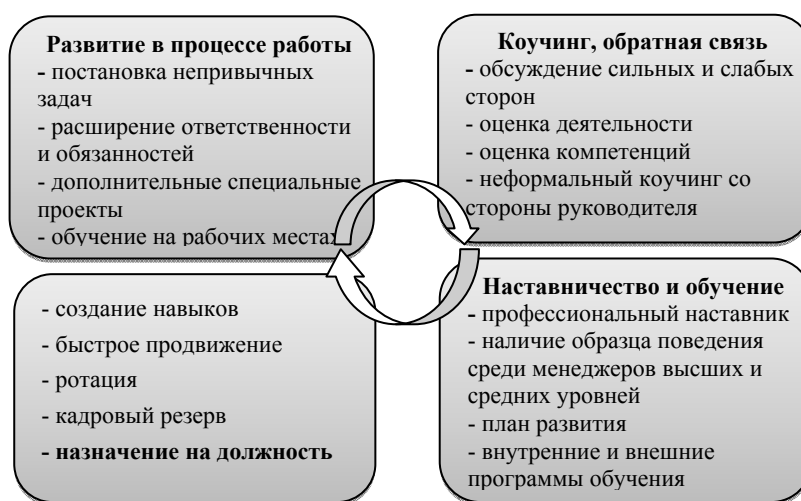 Развитие в процессе работы
- постановка непривычных
задач
- расширение ответственности
и обязанностей
- дополнительные специальные
проекты
- обучение на рабочих местах
Коучинг, обратная связь
- обсуждение сильных и слабых
сторон
- оценка деятельности
- оценка компетенций
- неформальный коучинг со
стороны руководителя
- создание навыков
- быстрое продвижение
- ротация
- кадровый резерв
- назначение на должность
Наставничество и обучение
- профессиональный наставник
- наличие образца поведения
среди менеджеров высших и
средних уровней
- план развития
- внутренние и внешние
программы обучения